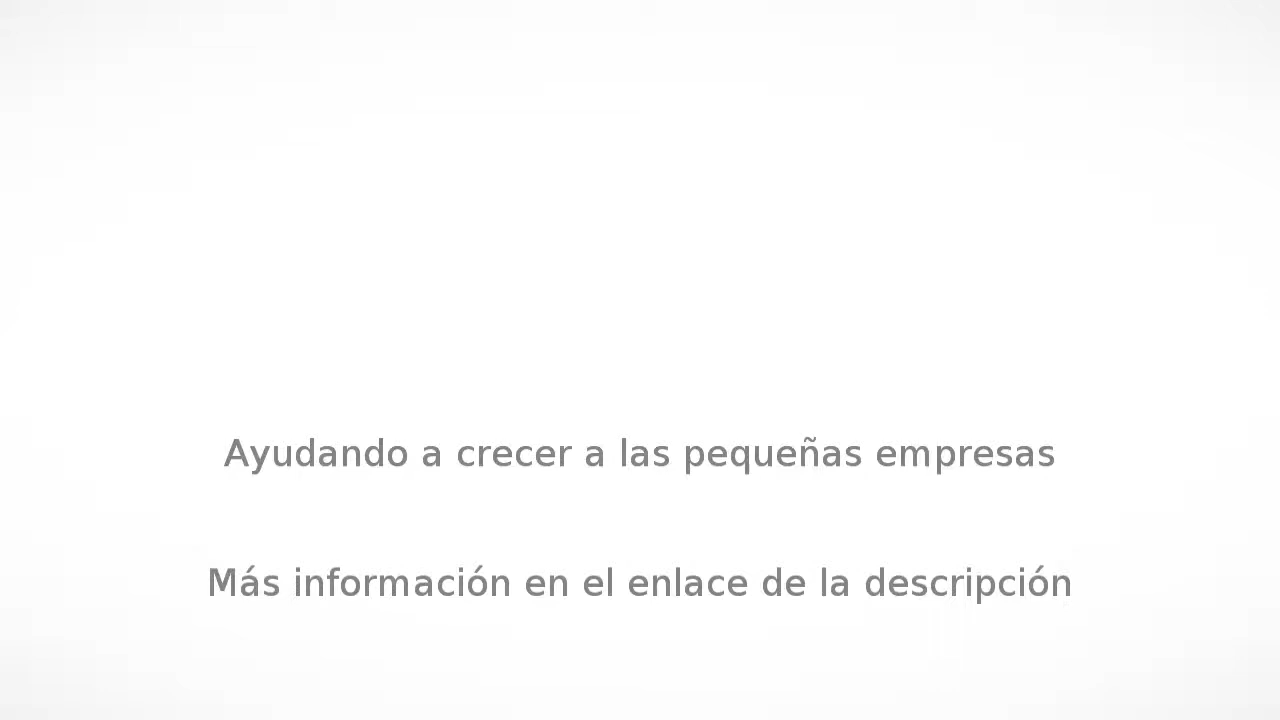 Ayudando a crecer a las pequeñas empresas
Más información en el enlace de la descripción